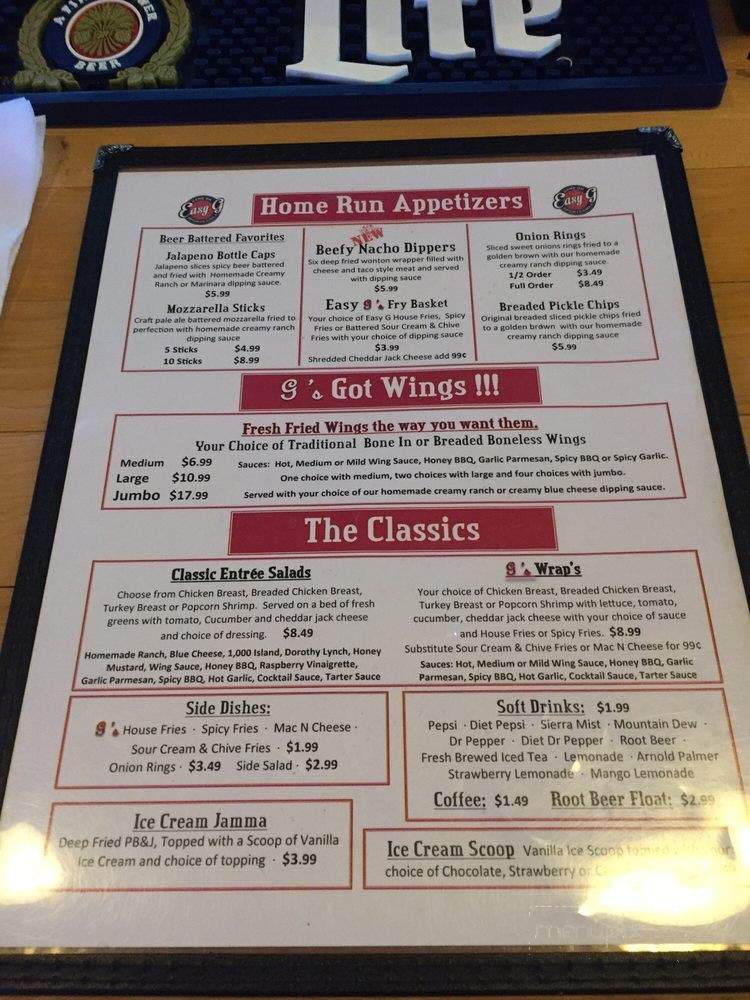 BEER
Lite
Easy G
Home Run Appetizers
Easy G
Beer Battered Favorites
Jalapeno Bottle Caps
Jalapeno slices spicy beer battered
and fried with Homemade Creamy
Ranch or Marinara dipping sauce.
$5.99
Mozzarella Sticks
Craft pale ale battered mozzarella fried to
perfection with homemade creamy ranch
dipping sauce
5 Sticks $4.99
10 Sticks $8.99
NEW
Beefy Nacho Dippers
Six deep fried wonton wrapper filled with
cheese and taco style meat and served
with dipping sauce
$5.99
Easy G's Fry Basket
Your choice of Easy G House Fries, Spicy
Fries or Battered Sour Cream & Chive
Fries with your choice of dipping sauce
$3.99
Shredded Cheddar Jack Cheese add 99¢
Onion Rings
Sliced sweet onions rings fried to a
golden brown with our homemade
creamy ranch dipping sauce.
1/2 Order $3.49
Full Order $8.49
Breaded Pickle Chips
Original breaded sliced pickle chips fried
to a golden brown with our homemade
creamy ranch dipping sauce
$5.99
G's Got Wings !!!
Fresh Fried Wings the way you want them.
Your Choice of Traditional Bone In or Breaded Boneless Wings
Medium $6.99 Sauces: Hot, Medium or Mild Wing Sauce, Honey BBQ, Garlic Parmesan, Spicy BBQ or Spicy Garlic.
Large $10.99 One choice with medium, two choices with large and four choices with jumbo.
Jumbo $17.99 Served with your choice of our homemade creamy ranch or creamy blue cheese dipping sauce.
The Classics
Classic Entrée Salads
Choose from Chicken Breast, Breaded Chicken Breast,
Turkey Breast or Popcorn Shrimp. Served on a bed of fresh
greens with tomato, Cucumber and cheddar jack cheese
and choice of dressing. $8.49
Homemade Ranch, Blue Cheese, 1,000 Island, Dorothy Lynch, Honey
Mustard, Wing Sauce, Honey BBQ, Raspberry Vinaigrette,
Garlic Parmesan, Spicy BBQ, Hot Garlic, Cocktail Sauce, Tarter Sauce
G's Wrap's
Your choice of Chicken Breast, Breaded Chicken Breast,
Turkey Breast or Popcorn Shrimp with lettuce, tomato,
cucumber, cheddar jack cheese with your choice of sauce
and House Fries or Spicy Fries. $8.99
Substitute Sour Cream & Chive Fries or Mac N Cheese for 99¢
Sauces: Hot, Medium or Mild Wing Sauce, Honey BBQ, Garlic
Parmesan, Spicy BBQ, Hot Garlic, Cocktail Sauce, Tarter Sauce
Side Dishes:
G's House Fries · Spicy Fries · Mac N Cheese ·
Sour Cream & Chive Fries · $1.99
Onion Rings · $3.49 Side Salad · $2.99
Soft Drinks: $1.99
Pepsi · Diet Pepsi · Sierra Mist · Mountain Dew ·
Dr Pepper · Diet Dr Pepper · Root Beer ·
Fresh Brewed Iced Tea · Lemonade · Arnold Palmer
Strawberry Lemonade · Mango Lemonade
Coffee: $1.49 Root Beer Float: $2.99
Ice Cream Jamma
Deep Fried PB&J, Topped with a Scoop of Vanilla
Ice Cream and choice of topping · $3.99
Ice Cream Scoop Vanilla Ice Scoop
choice of Chocolate, Strawberry or